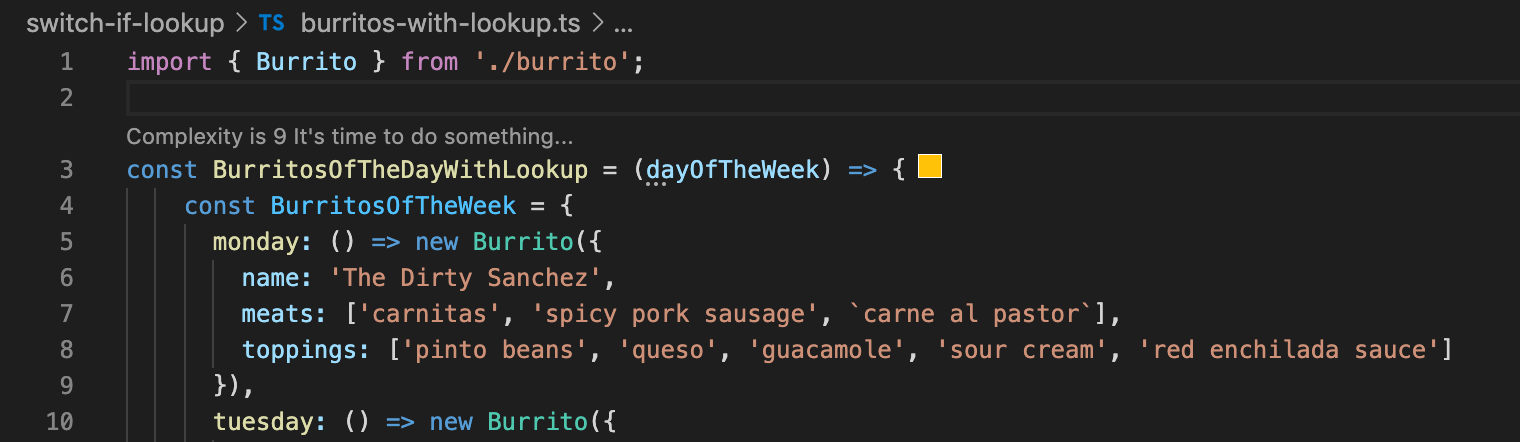 switch-if-lookup > TS burritos-with-lookup.ts > ...
1 import { Burrito } from './burrito';
2
Complexity is 9 It's time to do something...
3 const BurritosOfTheDayWithLookup = (dayOfTheWeek) => {
4 const BurritosOfTheWeek = {
5 monday: () => new Burrito({
6 name: 'The Dirty Sanchez',
7 meats: ['carnitas', 'spicy pork sausage', `carne al pastor`],
8 toppings: ['pinto beans', 'queso', 'guacamole', 'sour cream', 'red enchilada sauce']
9 }),
10 tuesday: () => new Burrito({